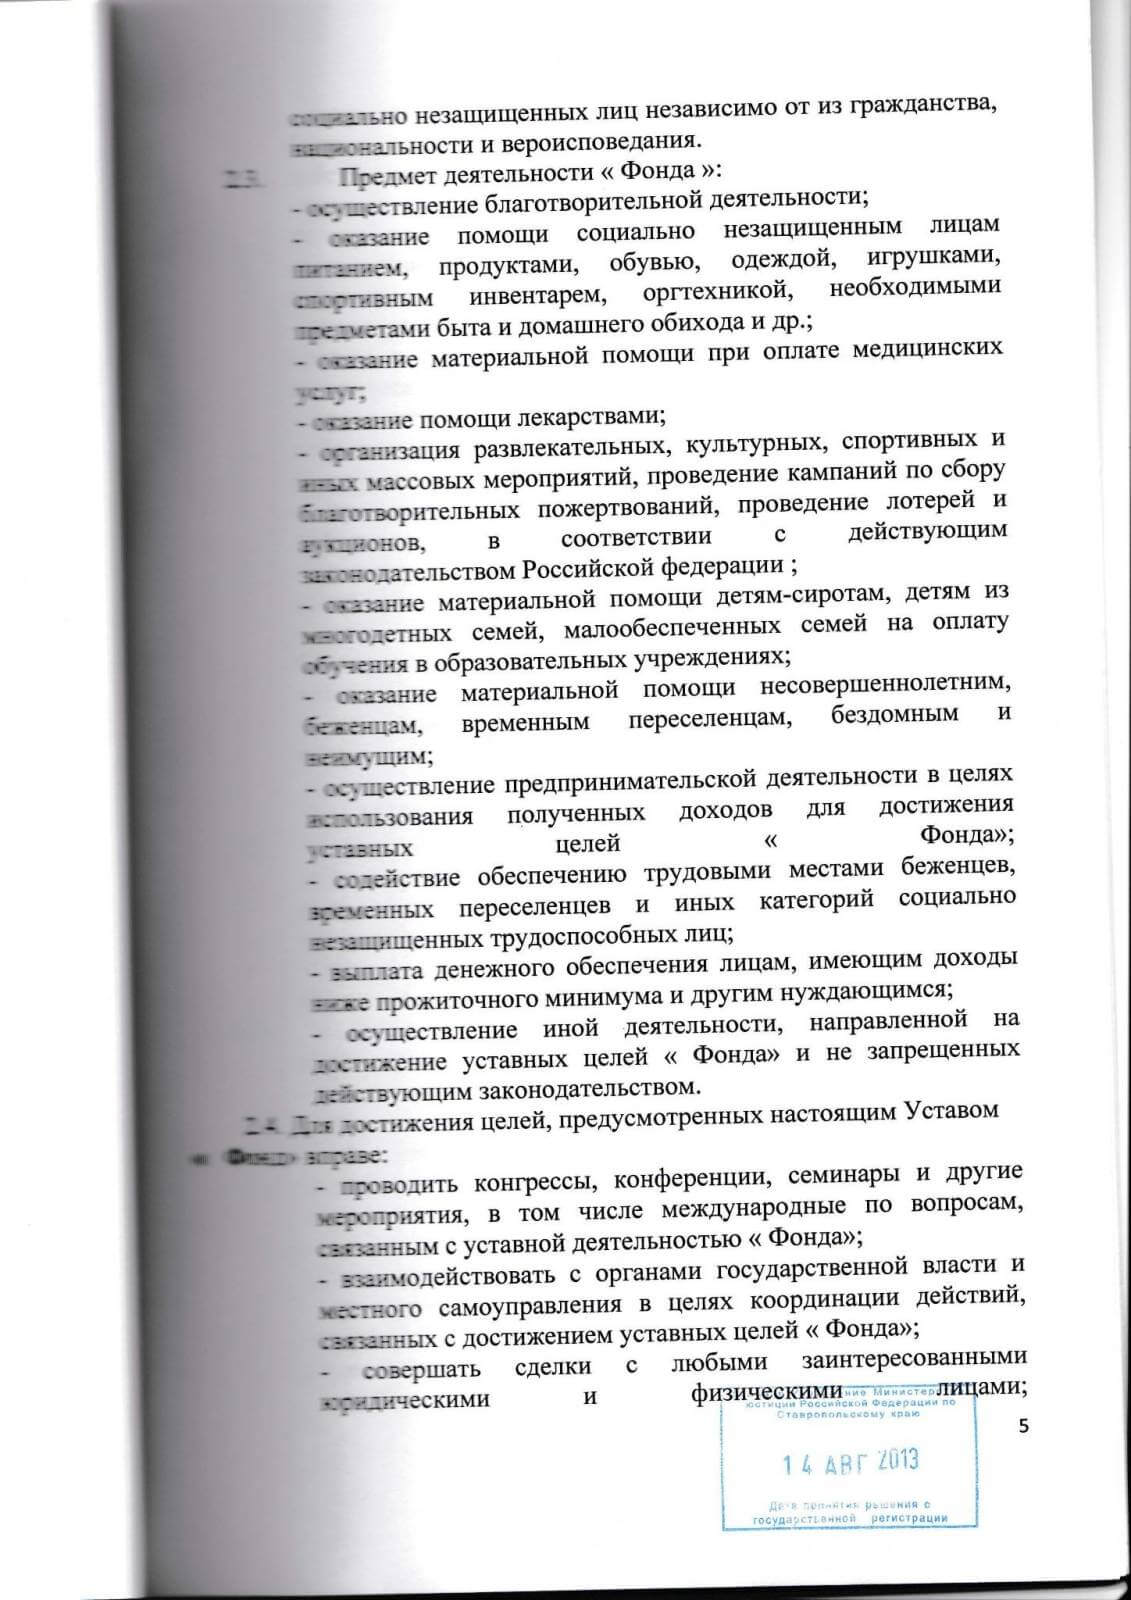 социально незащищенных лиц независимо от из гражданства,
национальности и вероисповедания.
2.3. Предмет деятельности « Фонда »:
- осуществление благотворительной деятельности;
- оказание помощи социально незащищенным лицам
питанием, продуктами, обувью, одеждой, игрушками,
спортивным инвентарем, оргтехникой, необходимыми
предметами быта и домашнего обихода и др.;
- оказание материальной помощи при оплате медицинских
услуг;
- оказание помощи лекарствами;
- организация развлекательных, культурных, спортивных и
иных массовых мероприятий, проведение кампаний по сбору
благотворительных пожертвований, проведение лотерей и
аукционов, в соответствии с действующим
законодательством Российской федерации ;
- оказание материальной помощи детям-сиротам, детям из
многодетных семей, малообеспеченных семей на оплату
обучения в образовательных учреждениях;
- оказание материальной помощи несовершеннолетним,
беженцам, временным переселенцам, бездомным и
неимущим;
- осуществление предпринимательской деятельности в целях
использования полученных доходов для достижения
уставных целей « Фонда»;
- содействие обеспечению трудовыми местами беженцев,
временных переселенцев и иных категорий социально
незащищенных трудоспособных лиц;
- выплата денежного обеспечения лицам, имеющим доходы
ниже прожиточного минимума и другим нуждающимся;
- осуществление иной деятельности, направленной на
достижение уставных целей « Фонда» и не запрещенных
действующим законодательством.
2.4. Для достижения целей, предусмотренных настоящим Уставом
« Фонд» вправе:
- проводить конгрессы, конференции, семинары и другие
мероприятия, в том числе международные по вопросам,
связанным с уставной деятельностью « Фонда»;
- взаимодействовать с органами государственной власти и
местного самоуправления в целях координации действий,
связанных с достижением уставных целей « Фонда»;
- совершать сделки с любыми заинтересованными
юридическими и физическими лицами;
юстиции Российской Федерации по
Ставропольскому краю
5
14 АВГ 2013
Дата принятия решения о
государственной регистрации